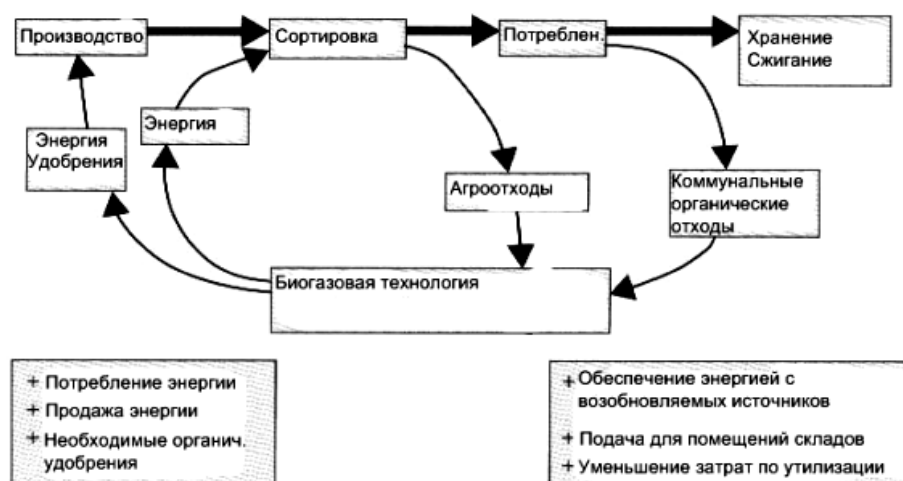 Производство
Сортировка
Потреблен.
Хранение
Сжигание
Энергия
Удобрения
Энергия
Агроотходы
Коммунальные
органические
отходы
Биогазовая технология
+ Потребление энергии
+ Продажа энергии
+ Необходимые органич.
удобрения
+ Обеспечение энергией с
возобновляемых источников
+ Подача для помещений складов
+ Уменьшение затрат по утилизации